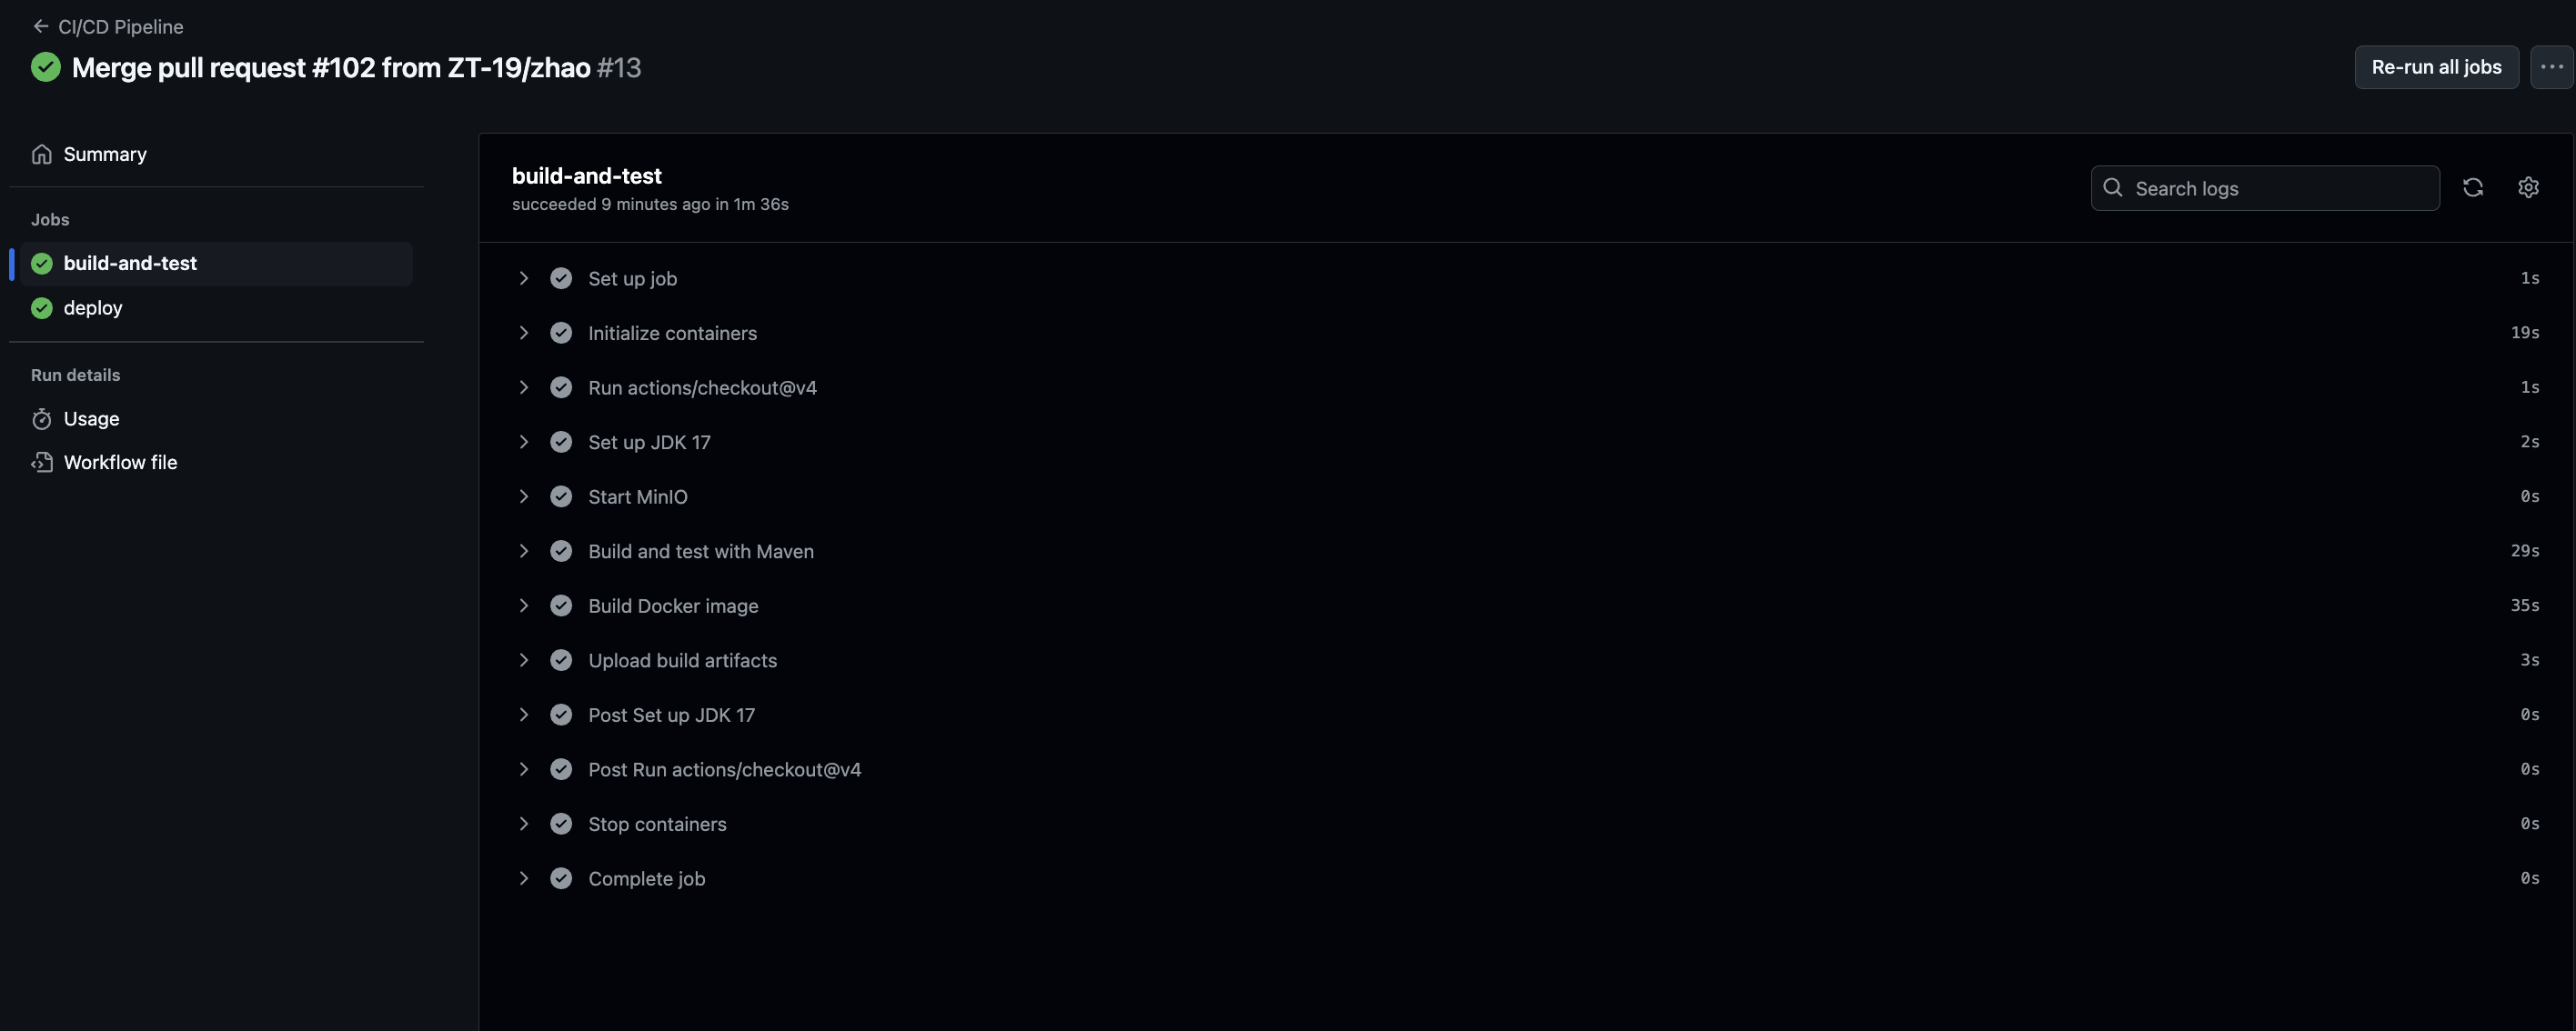 CI/CD Pipeline
Merge pull request #102 from ZT-19/zhao #13
Re-run all jobs
Summary
Jobs
build-and-test
deploy
Run details
Usage
Workflow file
build-and-test
succeeded 9 minutes ago in 1m 36s
Search logs
Set up job 1s
Initialize containers 19s
Run actions/checkout@v4 1s
Set up JDK 17 2s
Start MinIO 0s
Build and test with Maven 29s
Build Docker image 35s
Upload build artifacts 3s
Post Set up JDK 17 0s
Post Run actions/checkout@v4 0s
Stop containers 0s
Complete job 0s